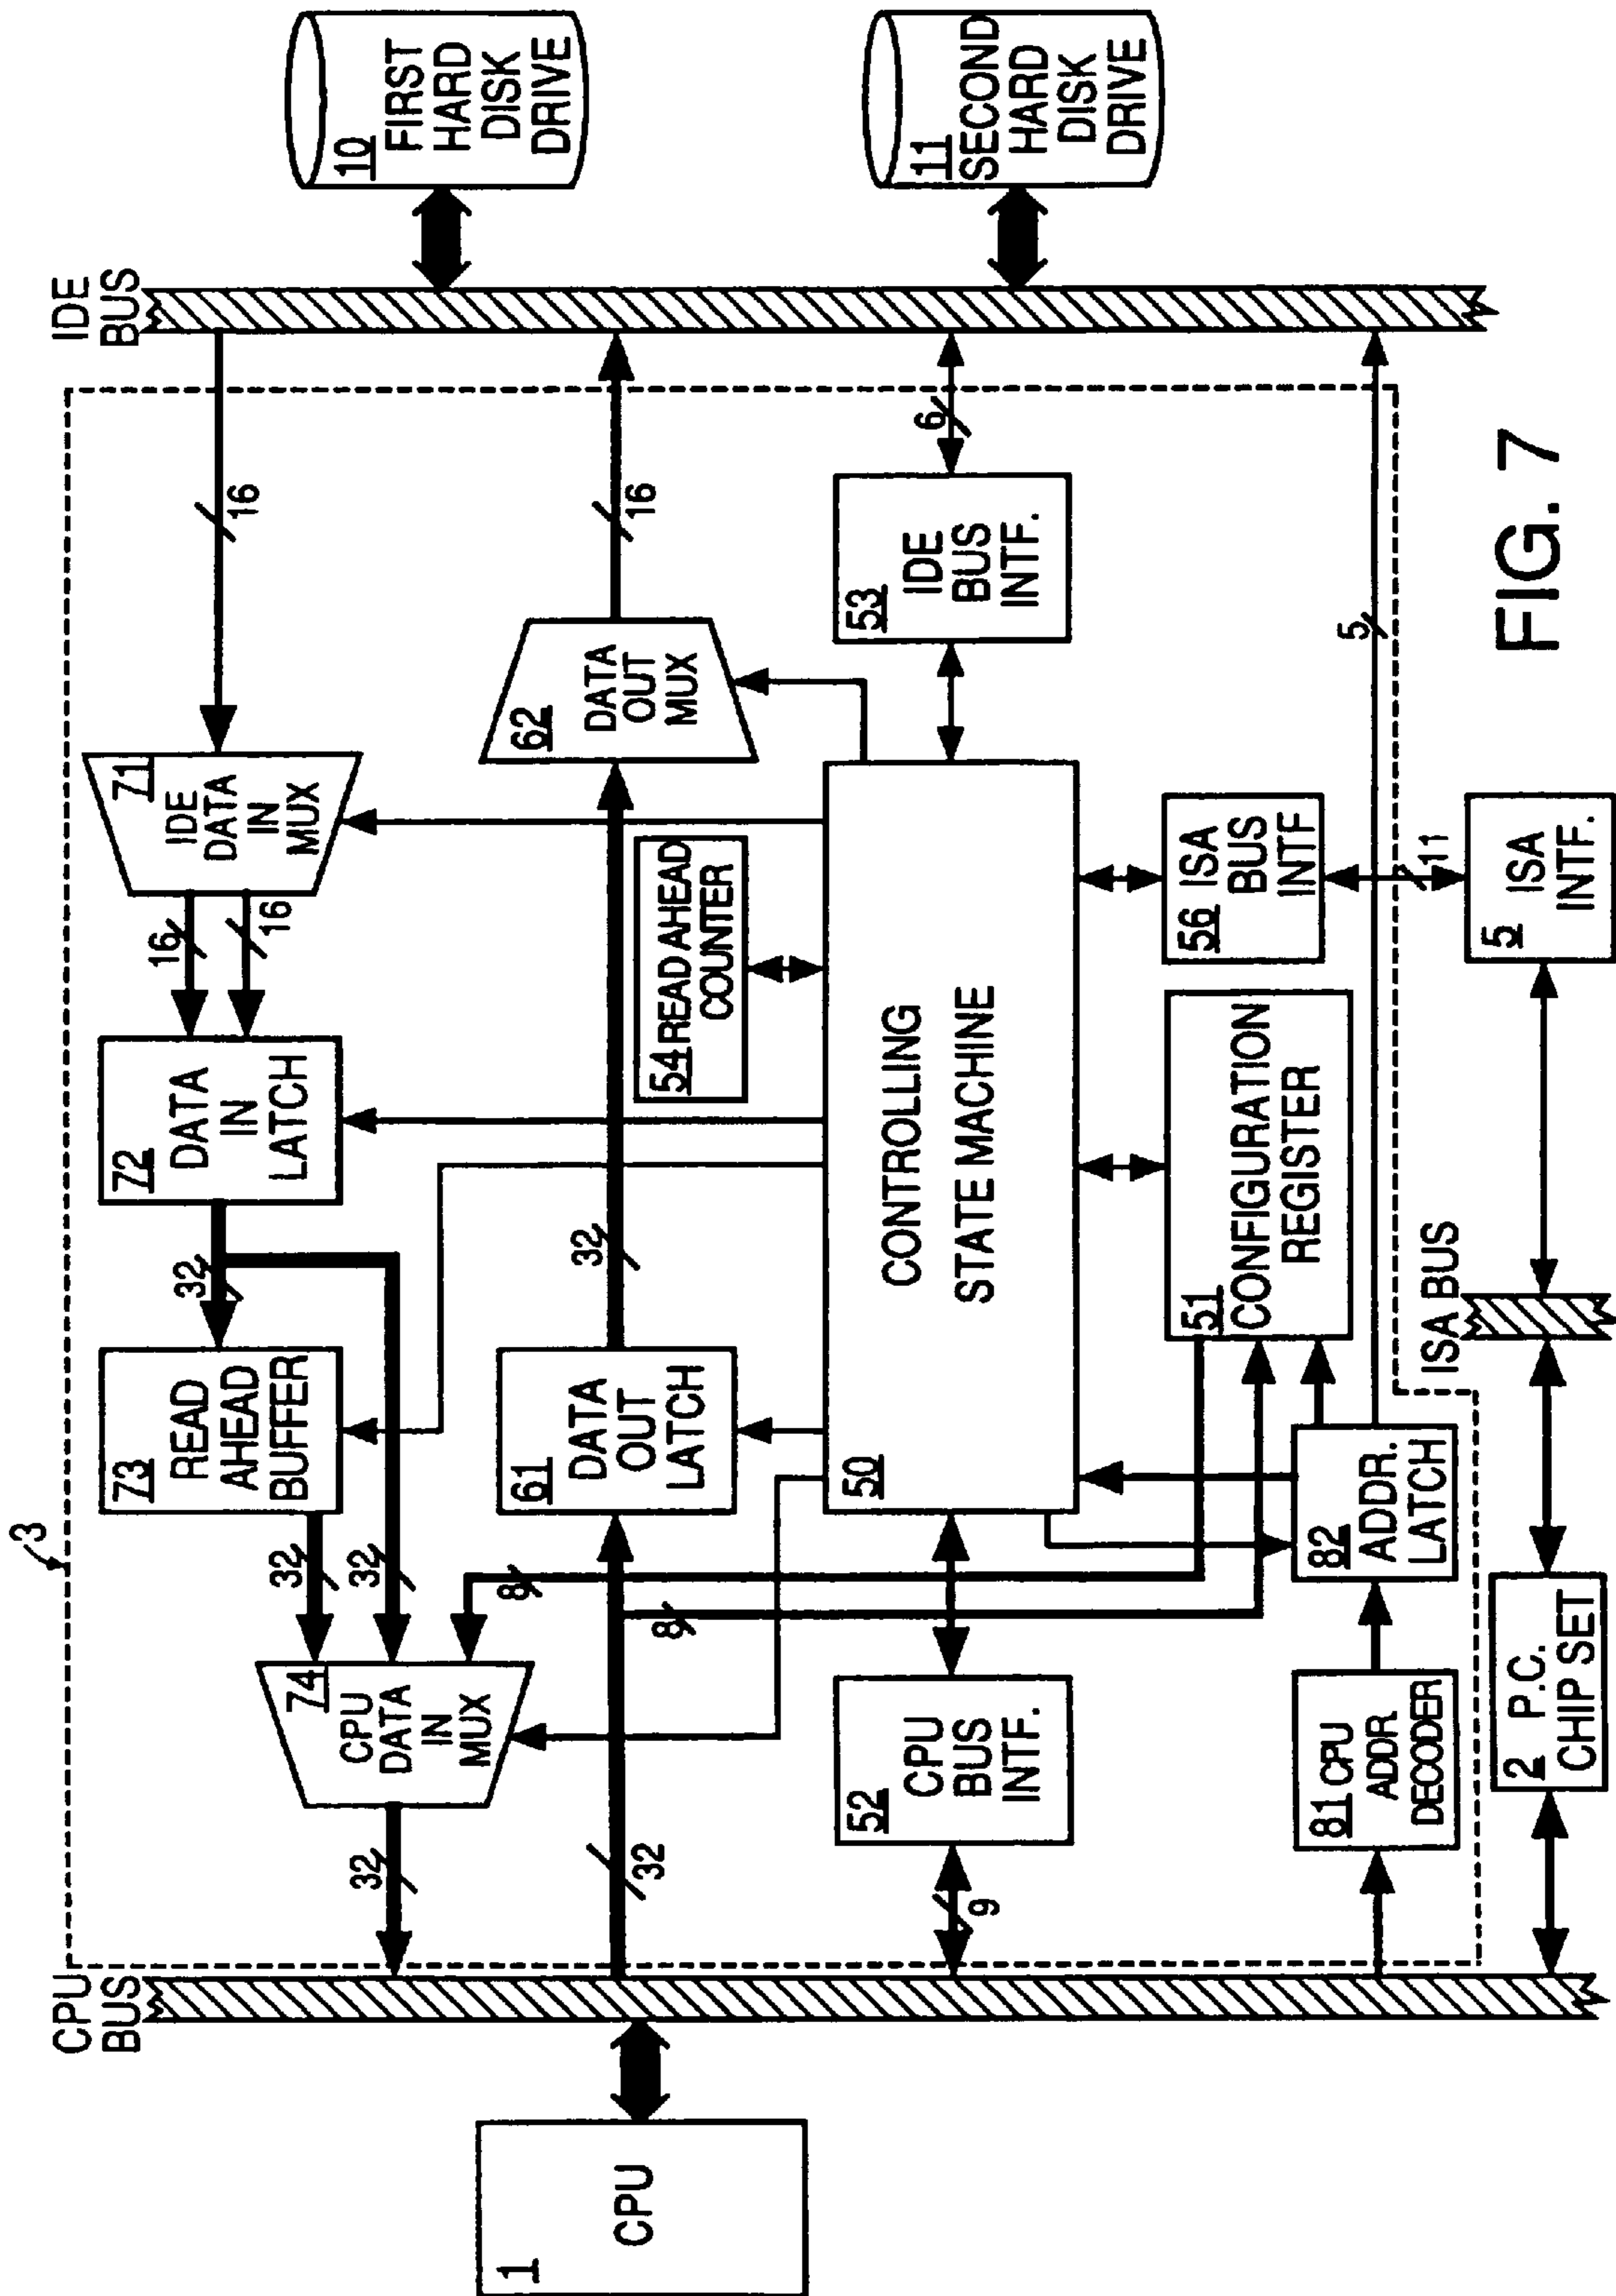 CPU
BUS
IDE
BUS
3
1
CPU
74
CPU
DATA
IN
MUX
32
32
32
73
READ
AHEAD
BUFFER
32
72
DATA
IN
LATCH
16
16
71
IDE
DATA
IN
MUX
16
10
FIRST
HARD
DISK
DRIVE
32
8
8
61
DATA
OUT
LATCH
32
54 READ AHEAD
COUNTER
62
DATA
OUT
MUX
16
11
SECOND
HARD
DISK
DRIVE
9
52
CPU
BUS
INTF.
50
CONTROLLING
STATE MACHINE
53
IDE
BUS
INTF.
6
81 CPU
ADDR
DECODER
82
ADDR.
LATCH
51
CONFIGURATION
REGISTER
56
ISA
BUS
INTF
5
11
2
P.C.
CHIP SET
ISA BUS
5
ISA
INTF.
FIG. 7